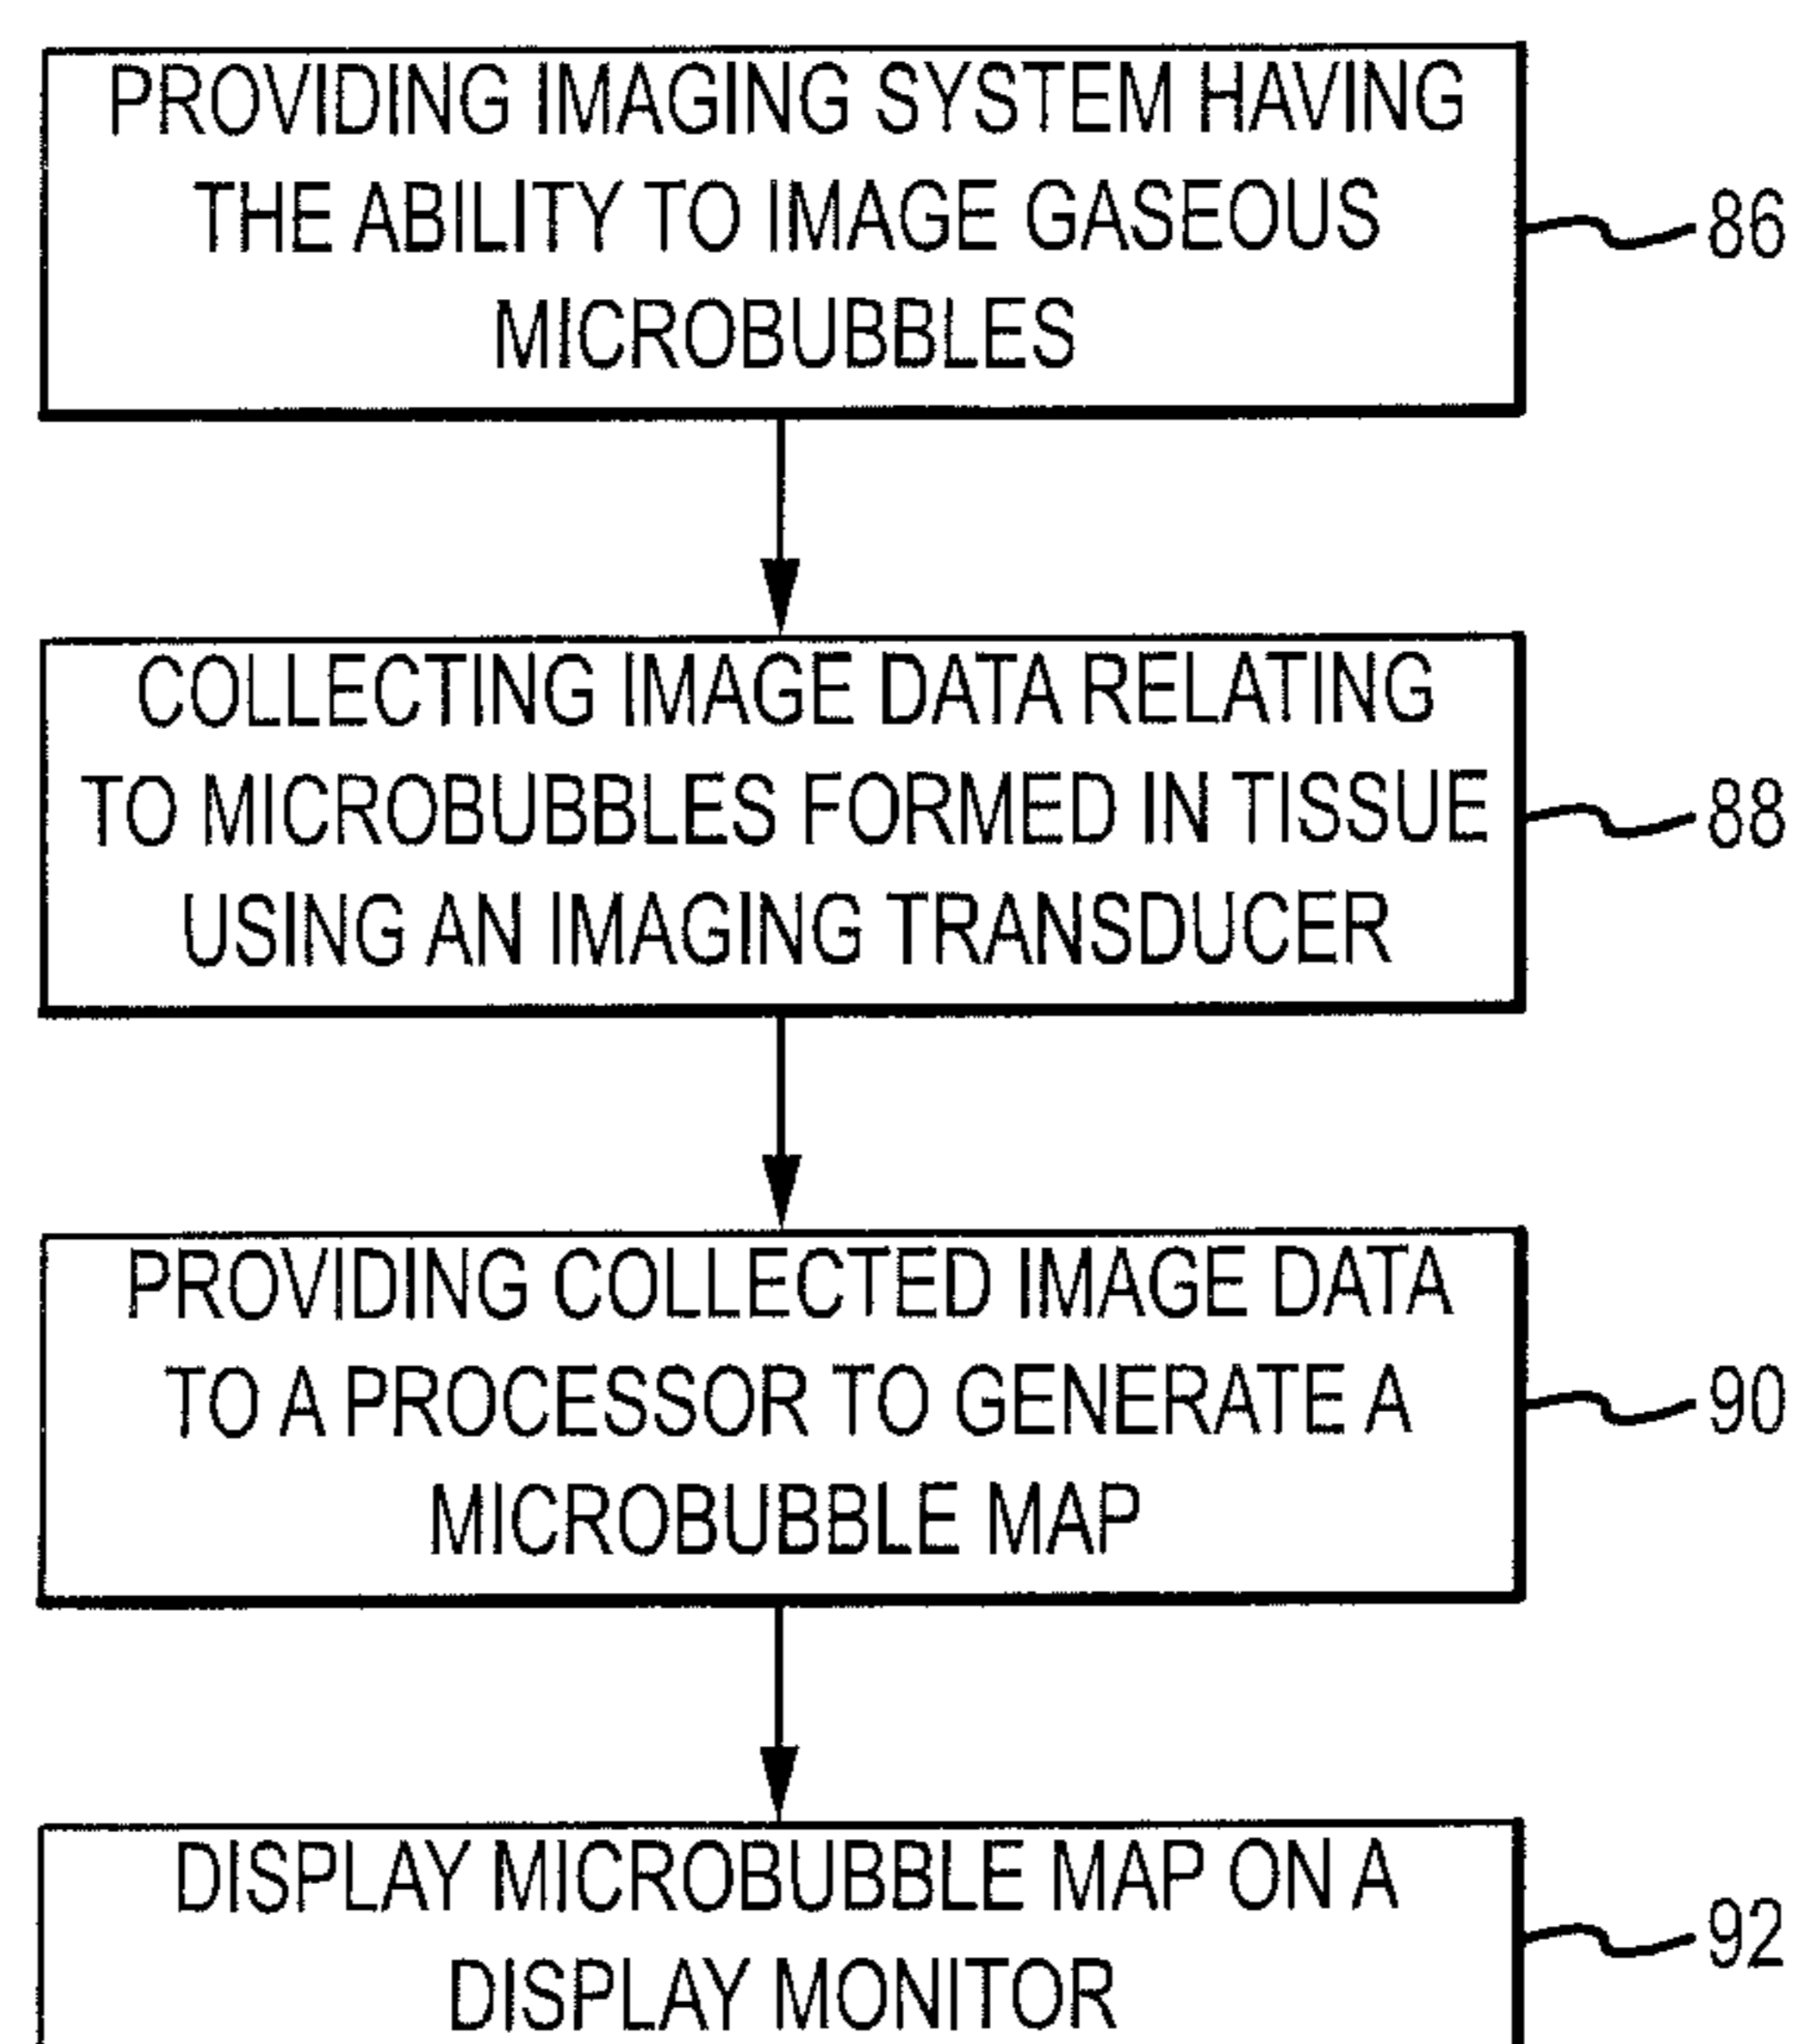 PROVIDING IMAGING SYSTEM HAVING
THE ABILITY TO IMAGE GASEOUS
MICROBUBBLES
86
COLLECTING IMAGE DATA RELATING
TO MICROBUBBLES FORMED IN TISSUE
USING AN IMAGING TRANSDUCER
88
PROVIDING COLLECTED IMAGE DATA
TO A PROCESSOR TO GENERATE A
MICROBUBBLE MAP
90
DISPLAY MICROBUBBLE MAP ON A
DISPLAY MONITOR
92